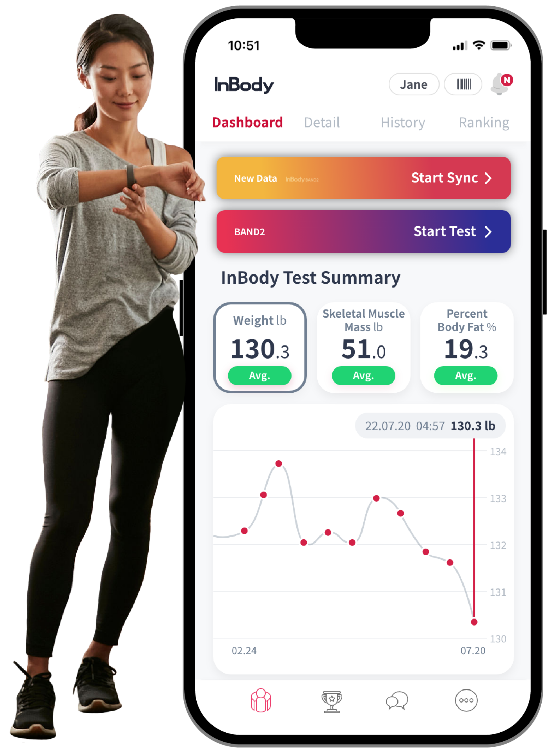 10:51
InBody
Jane
N
Dashboard Detail History Ranking
New Data Start Sync
BAND2 Start Test
InBody Test Summary
Weight lb
130.3
Avg.
Skeletal Muscle
Mass lb
51.0
Avg.
Percent
Body Fat %
19.3
Avg.
22.07.20 04:57 130.3 lb
134
133
132
131
130
02.24 07.20